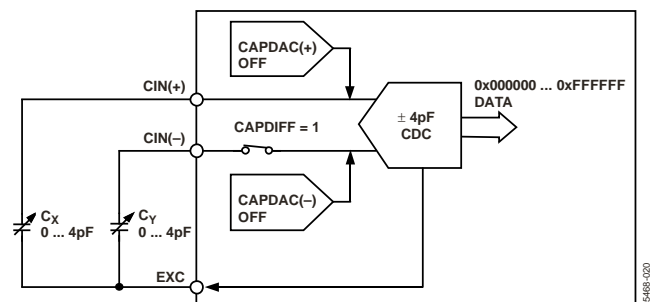 CAPDAC(+)
OFF
CIN(+)
0x000000 ... 0xFFFFFF
DATA
CAPDIFF = 1
± 4pF
CDC
CIN(–)
CAPDAC(–)
OFF
CX
0 ... 4pF
CY
0 ... 4pF
EXC
5468-020